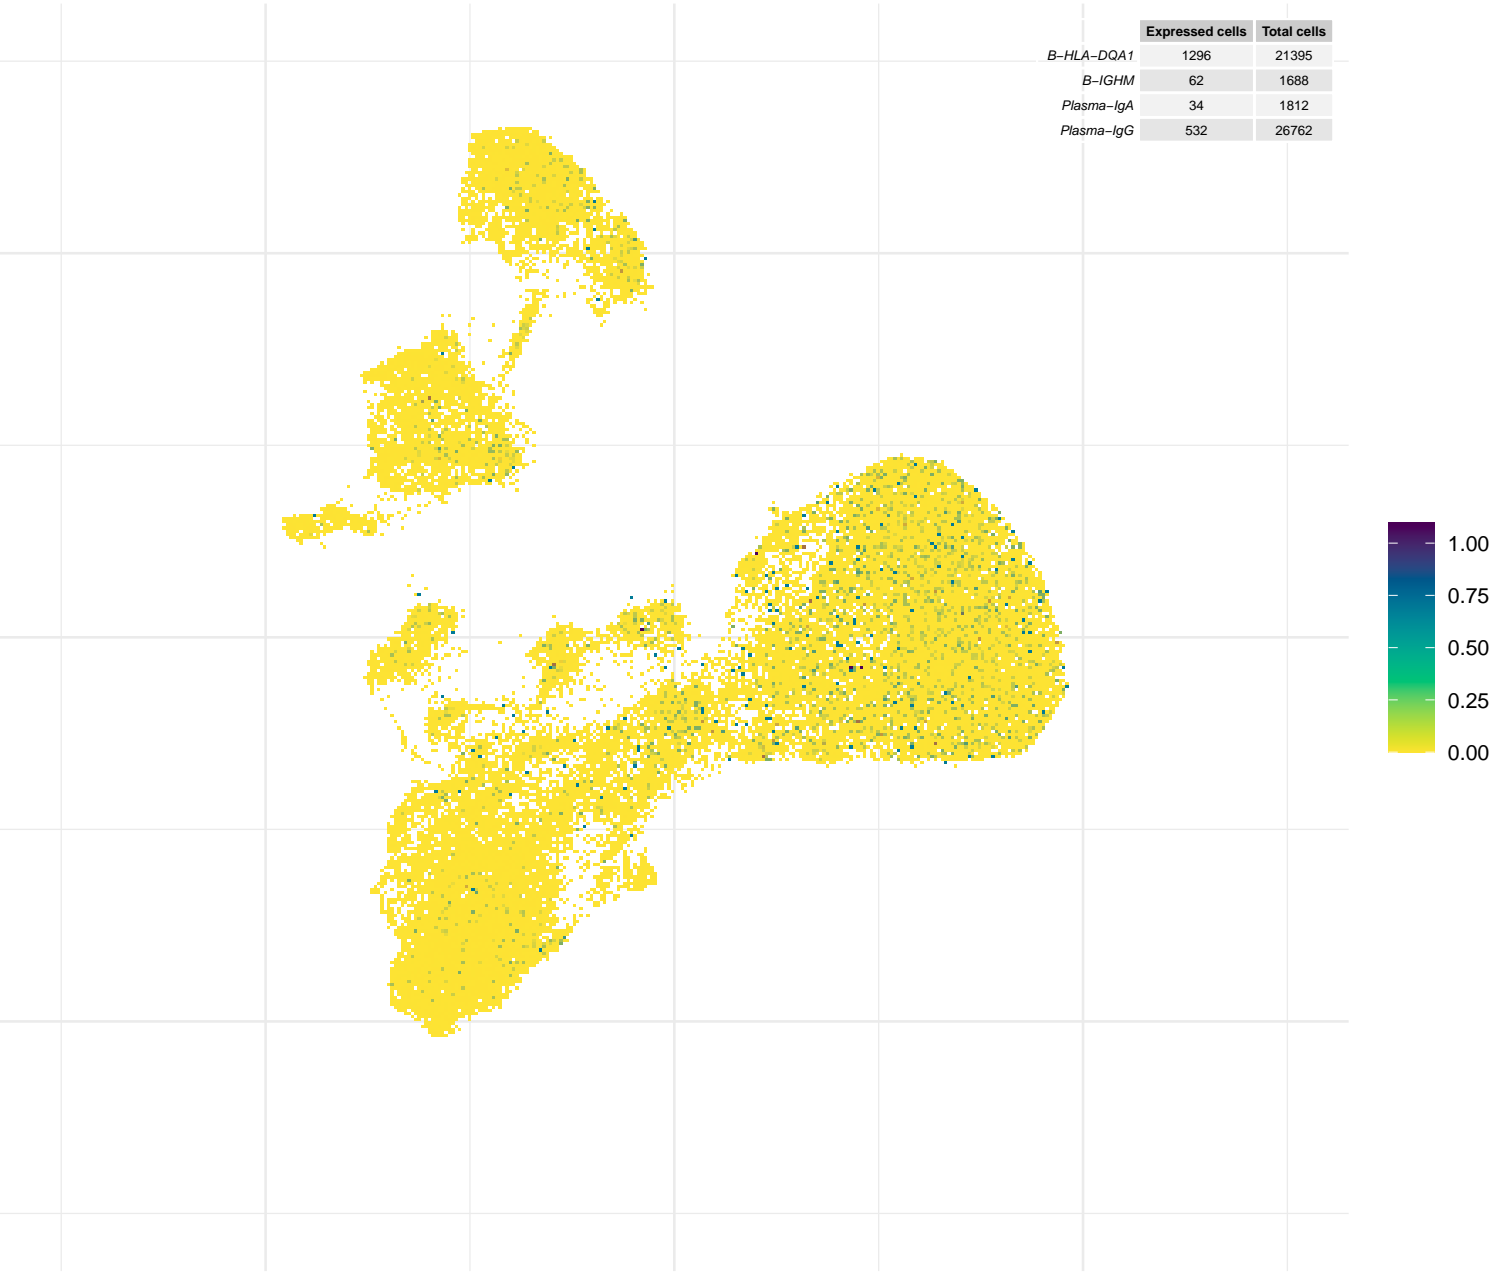 Expressed cells Total cells
B−HLA−DQA1 1296 21395
B−IGHM 62 1688
Plasma−IgA 34 1812
Plasma−IgG 532 26762
1.00
0.75
0.50
0.25
0.00